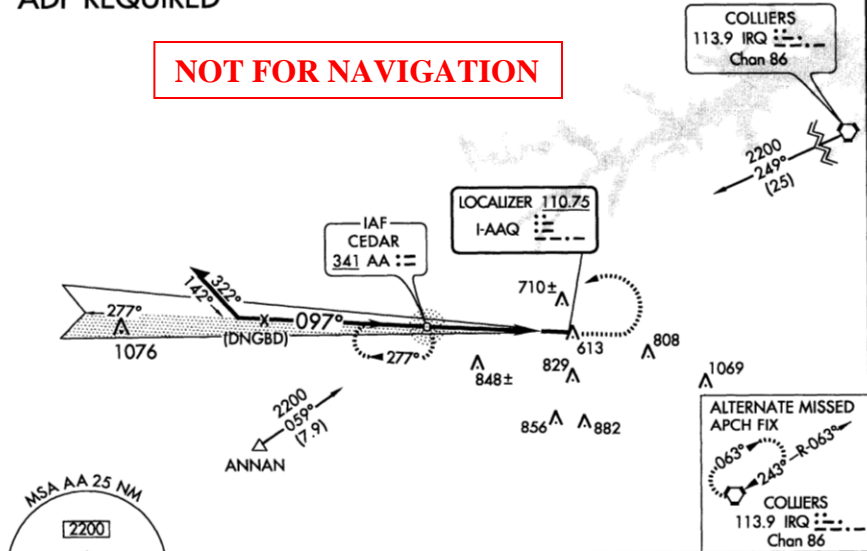 ADF REQUIRED
NOT FOR NAVIGATION
COLLIERS
113.9 IRQ
Chan 86
2200
249°
(25)
LOCALIZER 110.75
I-AAQ
IAF
CEDAR
341 AA
322°
142°
277°
1076
X
097°
(DNGBD)
277°
710±
613
808
848±
829
1069
856
882
2200
059°
(7.9)
ANNAN
MSA AA 25 NM
2200
ALTERNATE MISSED
APCH FIX
063°
R-063°
243°
COLLIERS
113.9 IRQ
Chan 86